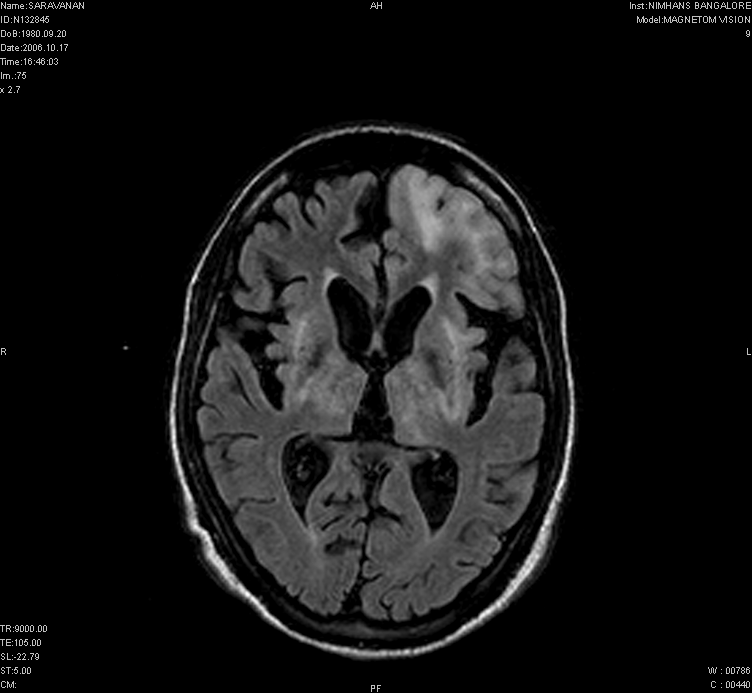 Name:SARAVANAN
ID:N132845
DoB:1980.09.20
Date:2006.10.17
Time:16:46:03
Im.:75
x 2.7
AH
Inst:NIMHANS BANGALORE
Model:MAGNETOM VISION
9
R
L
TR:9000.00
TE:105.00
SL:-22.79
ST:5.00
CM:
PF
W : 00786
C : 00440